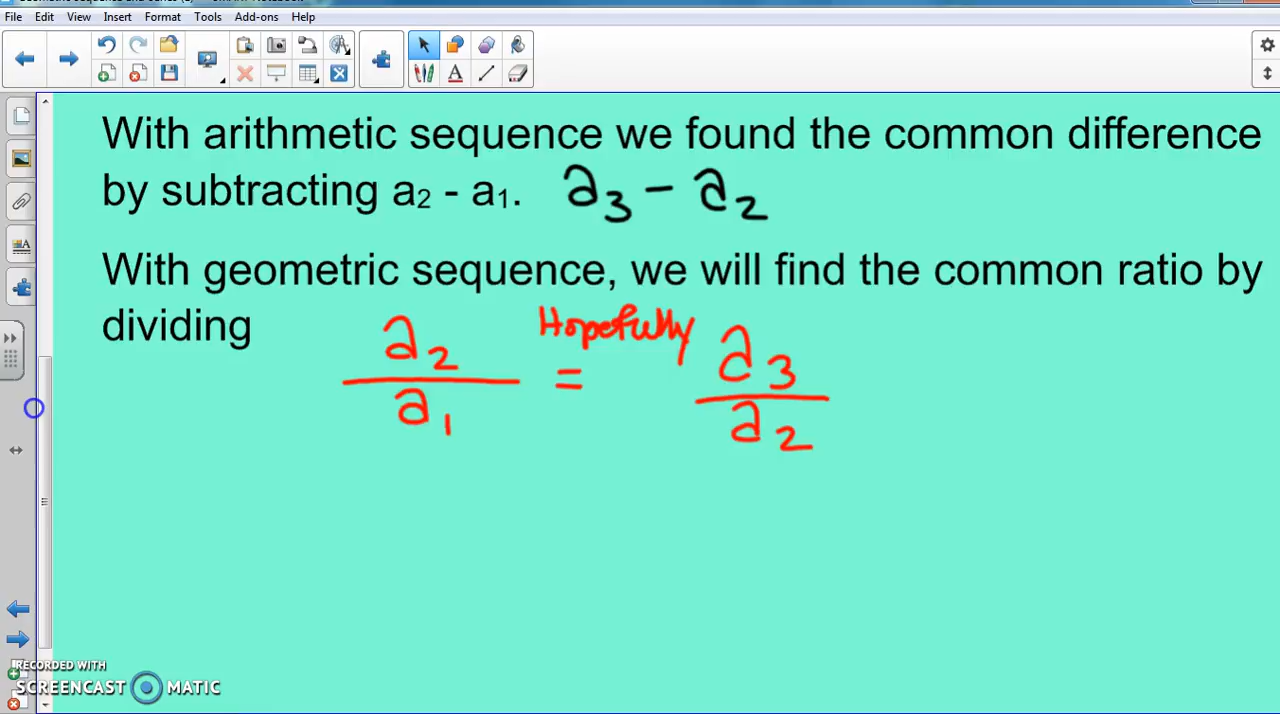 File Edit View Insert Format Tools Add-ons Help
With arithmetic sequence we found the common difference
by subtracting a2 - a1. a3 - a2
With geometric sequence, we will find the common ratio by
dividing
a2 Hopefully a3
=
a1 a2
RECORDED WITH
SCREENCAST MATIC